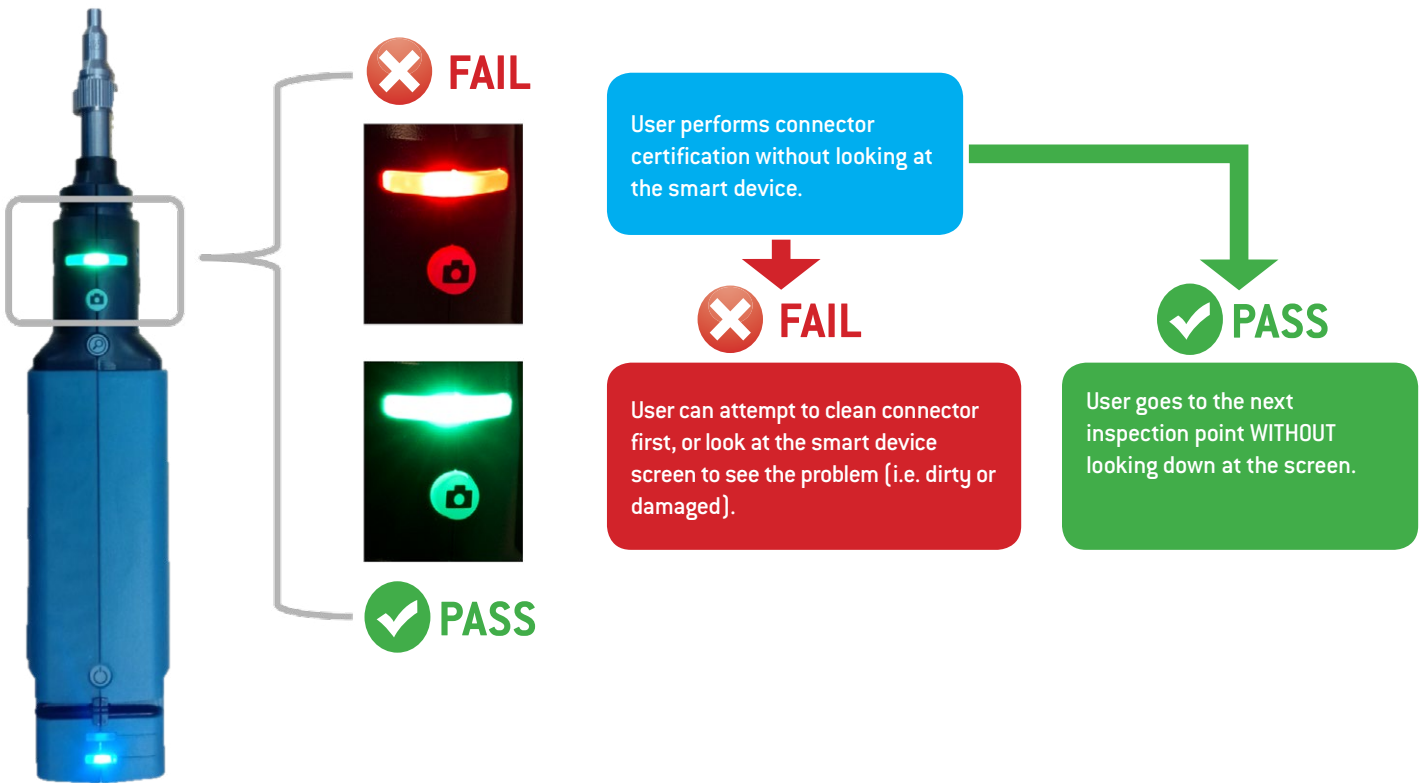 FAIL
PASS
User performs connector
certification without looking at
the smart device.
FAIL
User can attempt to clean connector
first, or look at the smart device
screen to see the problem (i.e. dirty or
damaged).
PASS
User goes to the next
inspection point WITHOUT
looking down at the screen.